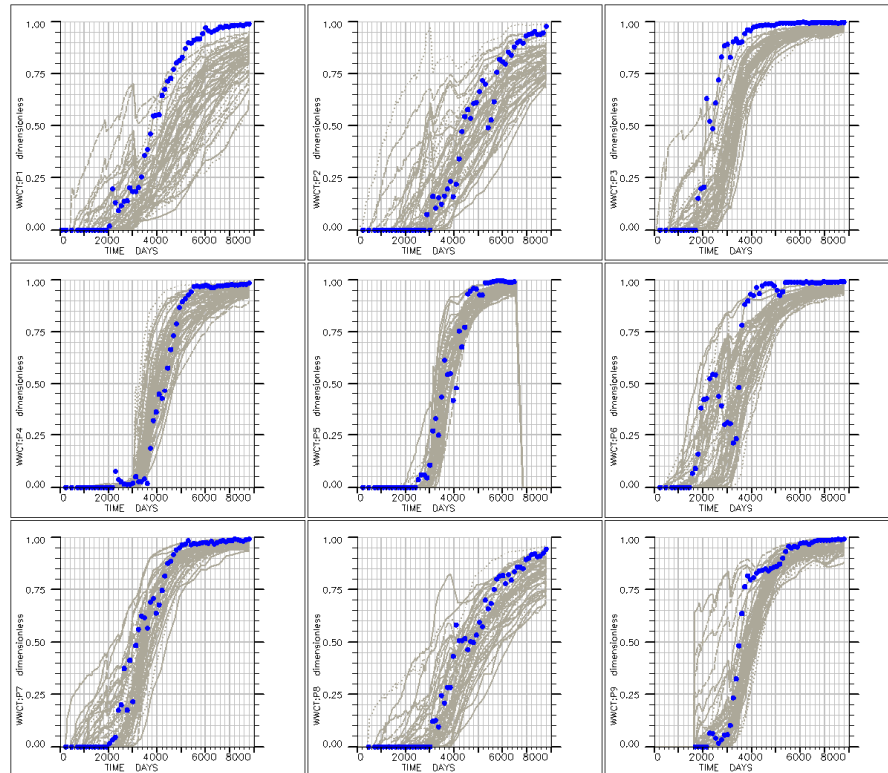 1.00
0.75
0.50
0.25
0.00
WWCT:P1 dimensionless
0 2000 4000 6000 8000
TIME DAYS
1.00
0.75
0.50
0.25
0.00
WWCT:P2 dimensionless
0 2000 4000 6000 8000
TIME DAYS
1.00
0.75
0.50
0.25
0.00
WWCT:P3 dimensionless
0 2000 4000 6000 8000
TIME DAYS
1.00
0.75
0.50
0.25
0.00
WWCT:P4 dimensionless
0 2000 4000 6000 8000
TIME DAYS
1.00
0.75
0.50
0.25
0.00
WWCT:P5 dimensionless
0 2000 4000 6000 8000
TIME DAYS
1.00
0.75
0.50
0.25
0.00
WWCT:P6 dimensionless
0 2000 4000 6000 8000
TIME DAYS
1.00
0.75
0.50
0.25
0.00
WWCT:P7 dimensionless
0 2000 4000 6000 8000
TIME DAYS
1.00
0.75
0.50
0.25
0.00
WWCT:P8 dimensionless
0 2000 4000 6000 8000
TIME DAYS
1.00
0.75
0.50
0.25
0.00
WWCT:P9 dimensionless
0 2000 4000 6000 8000
TIME DAYS